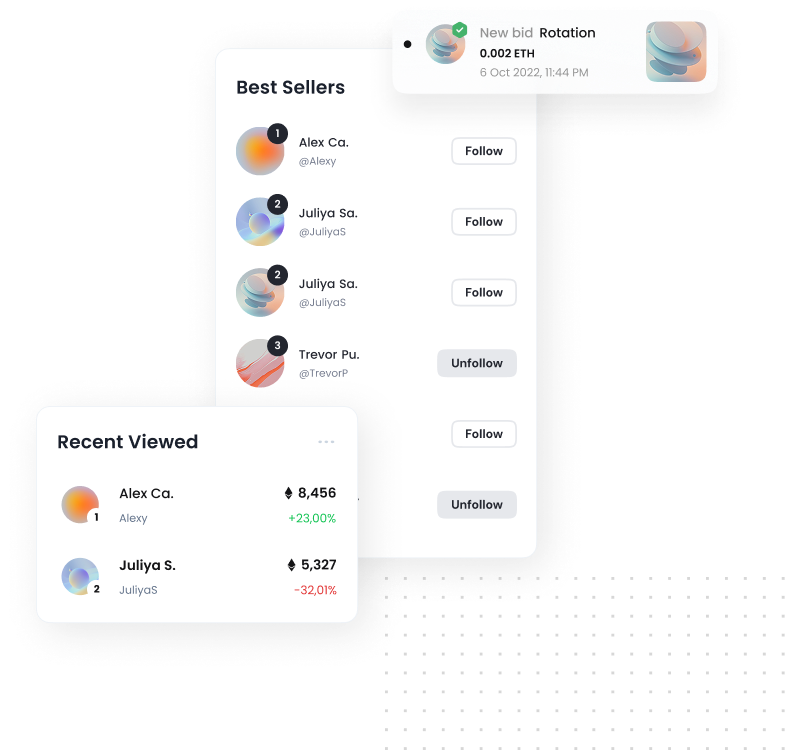 New bid Rotation
0.002 ETH
6 Oct 2022, 11:44 PM
Best Sellers
1
Alex Ca.
@Alexy
Follow
2
Juliya Sa.
@JuliyaS
Follow
2
Juliya Sa.
@JuliyaS
Follow
3
Trevor Pu.
@TrevorP
Unfollow
Follow
Unfollow
Recent Viewed
Alex Ca.
8,456
1
Alexy
+23,00%
Juliya S.
5,327
2
JuliyaS
-32,01%